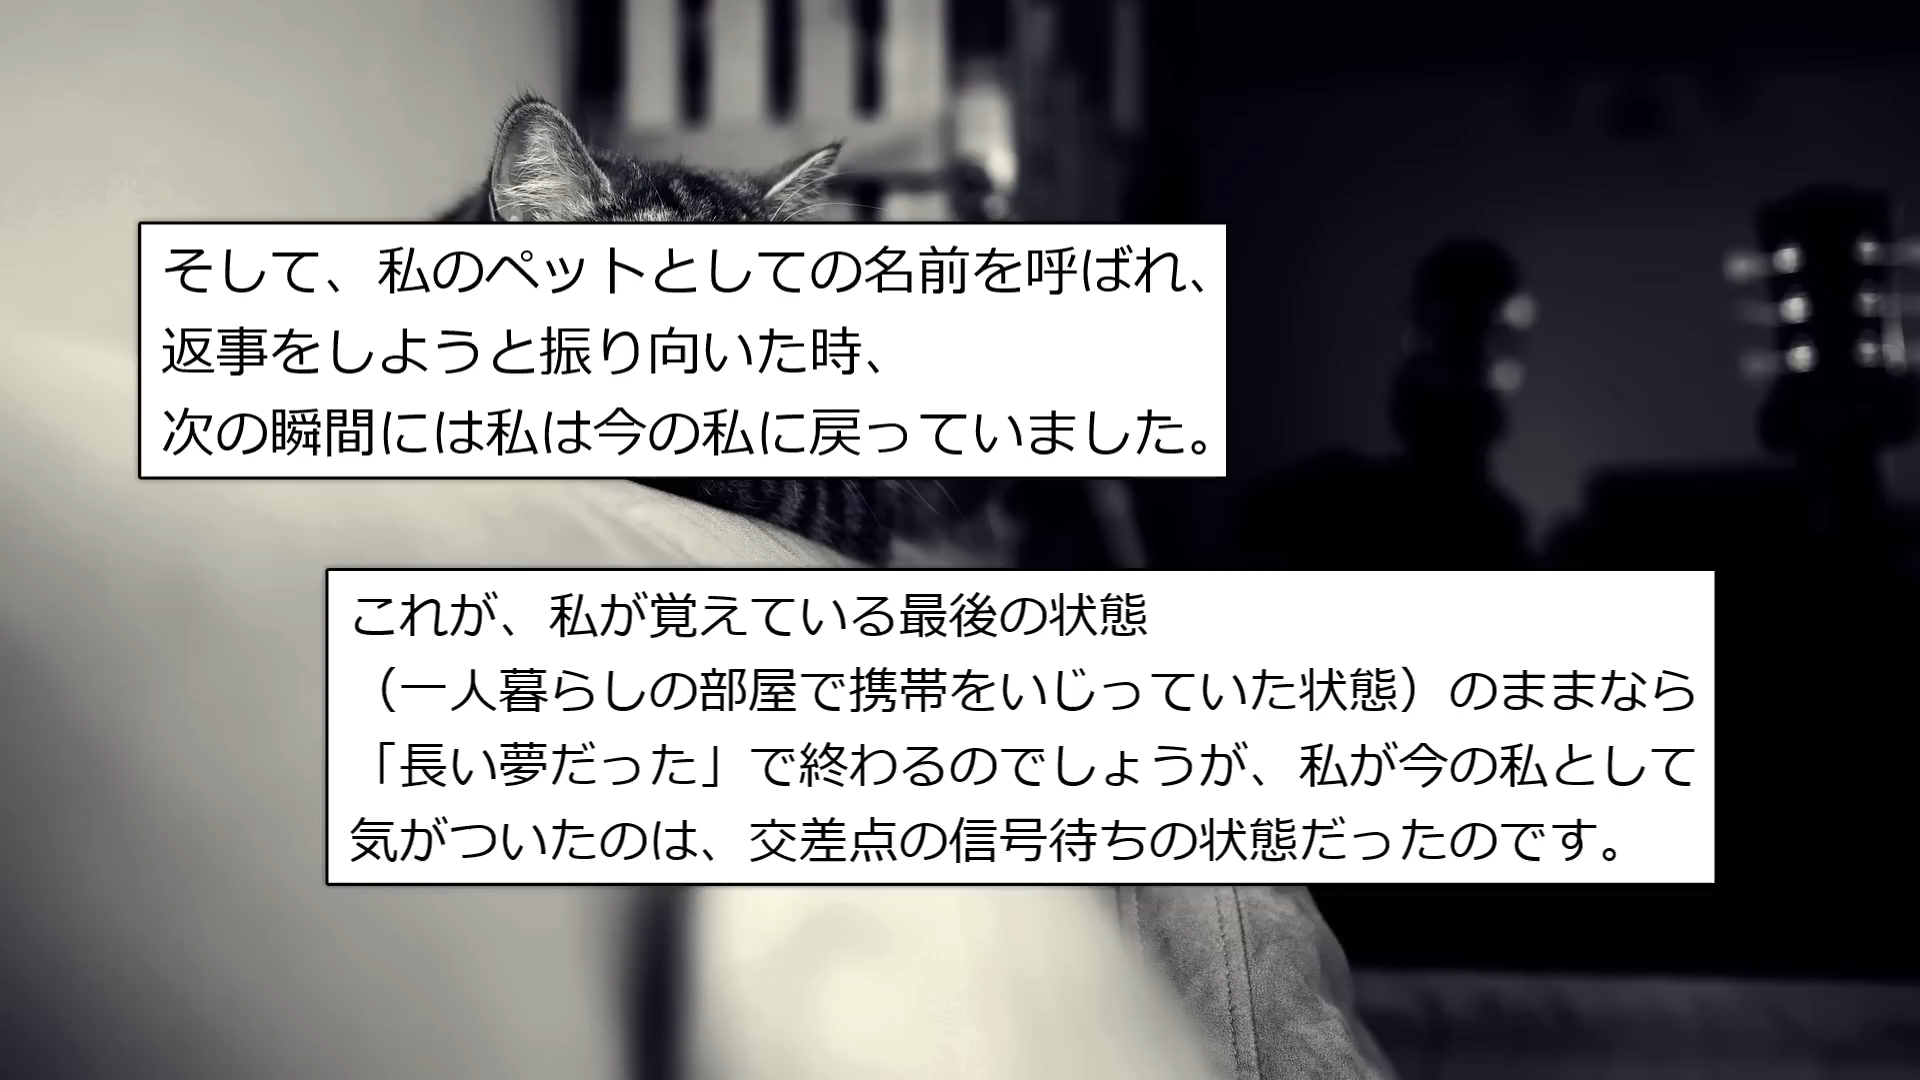 そして、私のペットとしての名前を呼ばれ、
返事をしようと振り向いた時、
次の瞬間には私は今の私に戻っていました。
これが、私が覚えている最後の状態
（一人暮らしの部屋で携帯をいじっていた状態）のままなら
「長い夢だった」で終わるのでしょうが、私が今の私として
気がついたのは、交差点の信号待ちの状態だったのです。